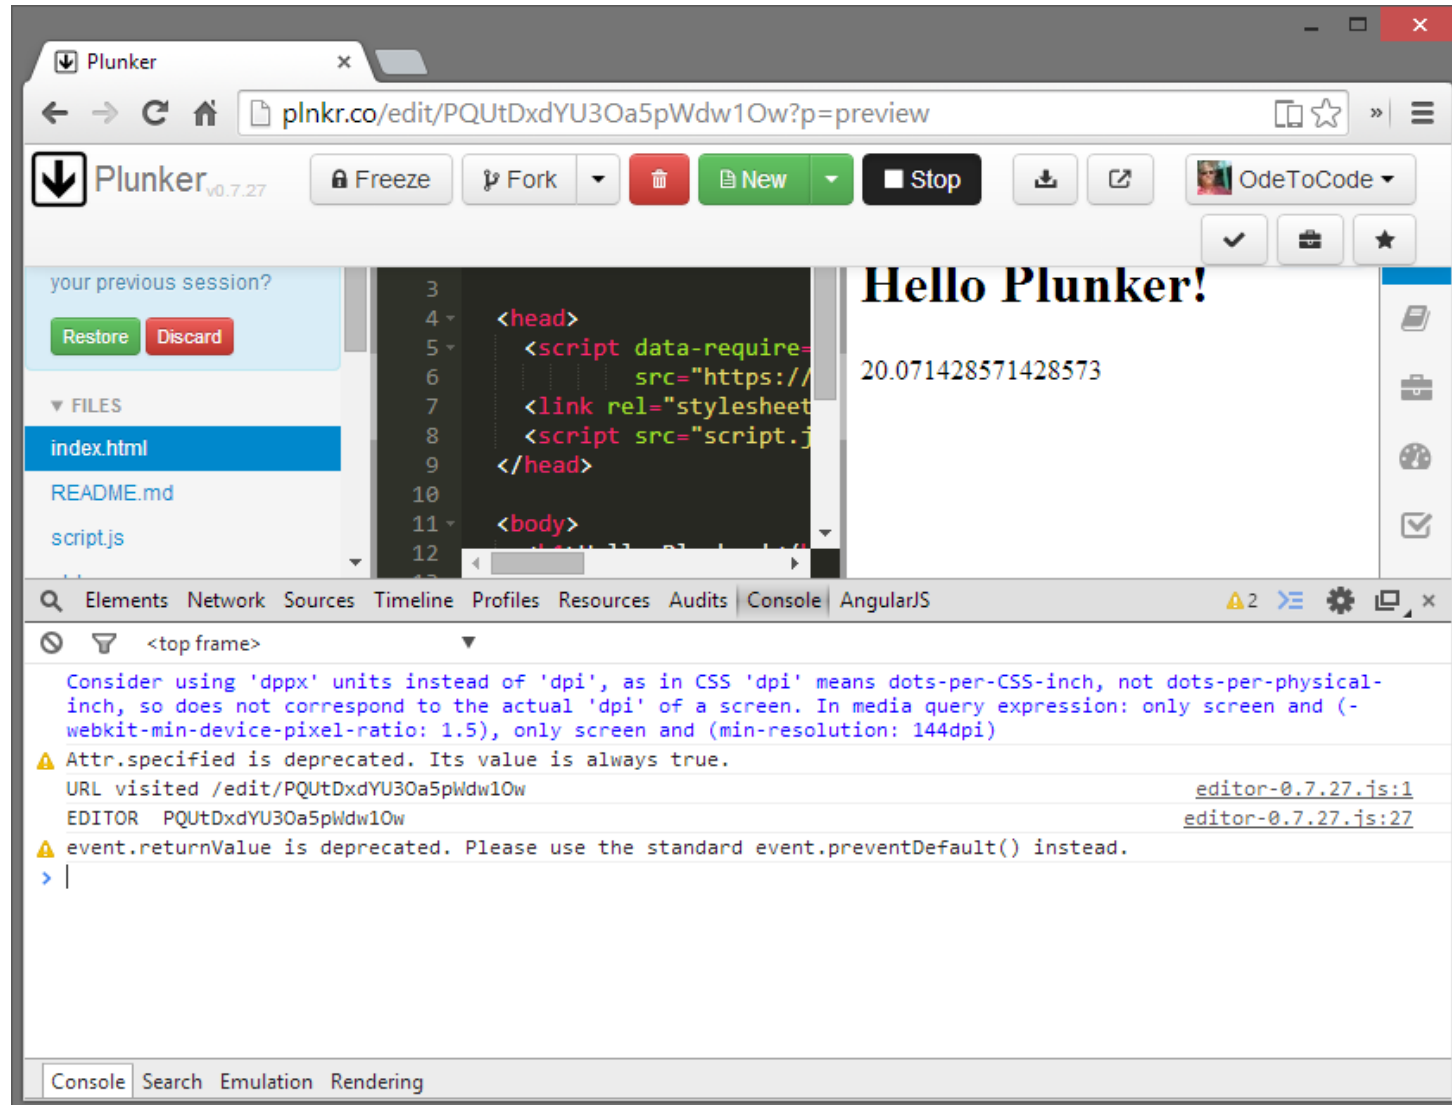 Plunker
plnkr.co/edit/PQUtDxdYU3Oa5pWdw1Ow?p=preview
Plunker v0.7.27 Freeze Fork New Stop OdeToCode
your previous session?
Restore Discard
FILES
index.html
README.md
script.js
3
4 <head>
5 <script data-require=
6 src="https://
7 <link rel="stylesheet
8 <script src="script.j
9 </head>
10
11 <body>
12
Hello Plunker!
20.071428571428573
Elements Network Sources Timeline Profiles Resources Audits Console AngularJS 2
<top frame>
Consider using 'dppx' units instead of 'dpi', as in CSS 'dpi' means dots-per-CSS-inch, not dots-per-physical-
inch, so does not correspond to the actual 'dpi' of a screen. In media query expression: only screen and (-
webkit-min-device-pixel-ratio: 1.5), only screen and (min-resolution: 144dpi)
Attr.specified is deprecated. Its value is always true.
URL visited /edit/PQUtDxdYU3Oa5pWdw1Ow editor-0.7.27.js:1
EDITOR PQUtDxdYU3Oa5pWdw1Ow editor-0.7.27.js:27
event.returnValue is deprecated. Please use the standard event.preventDefault() instead.
>
Console Search Emulation Rendering